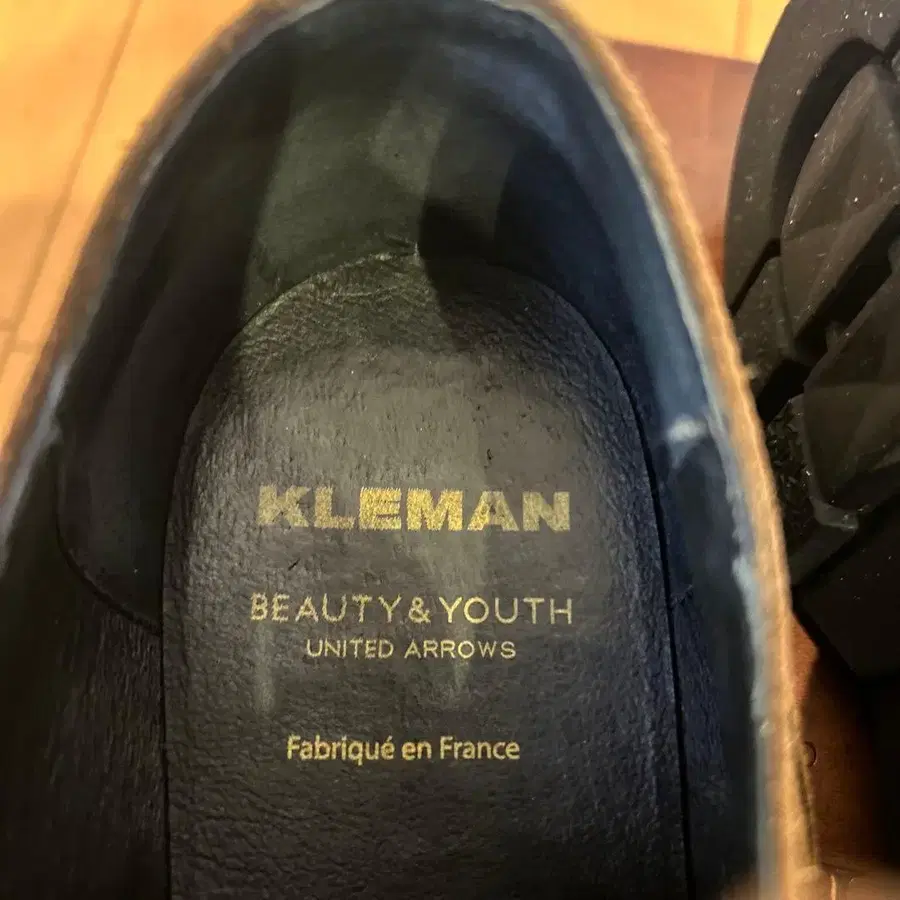 KLEMAN
BEAUTY & YOUTH
UNITED ARROWS
Fabriqué en France